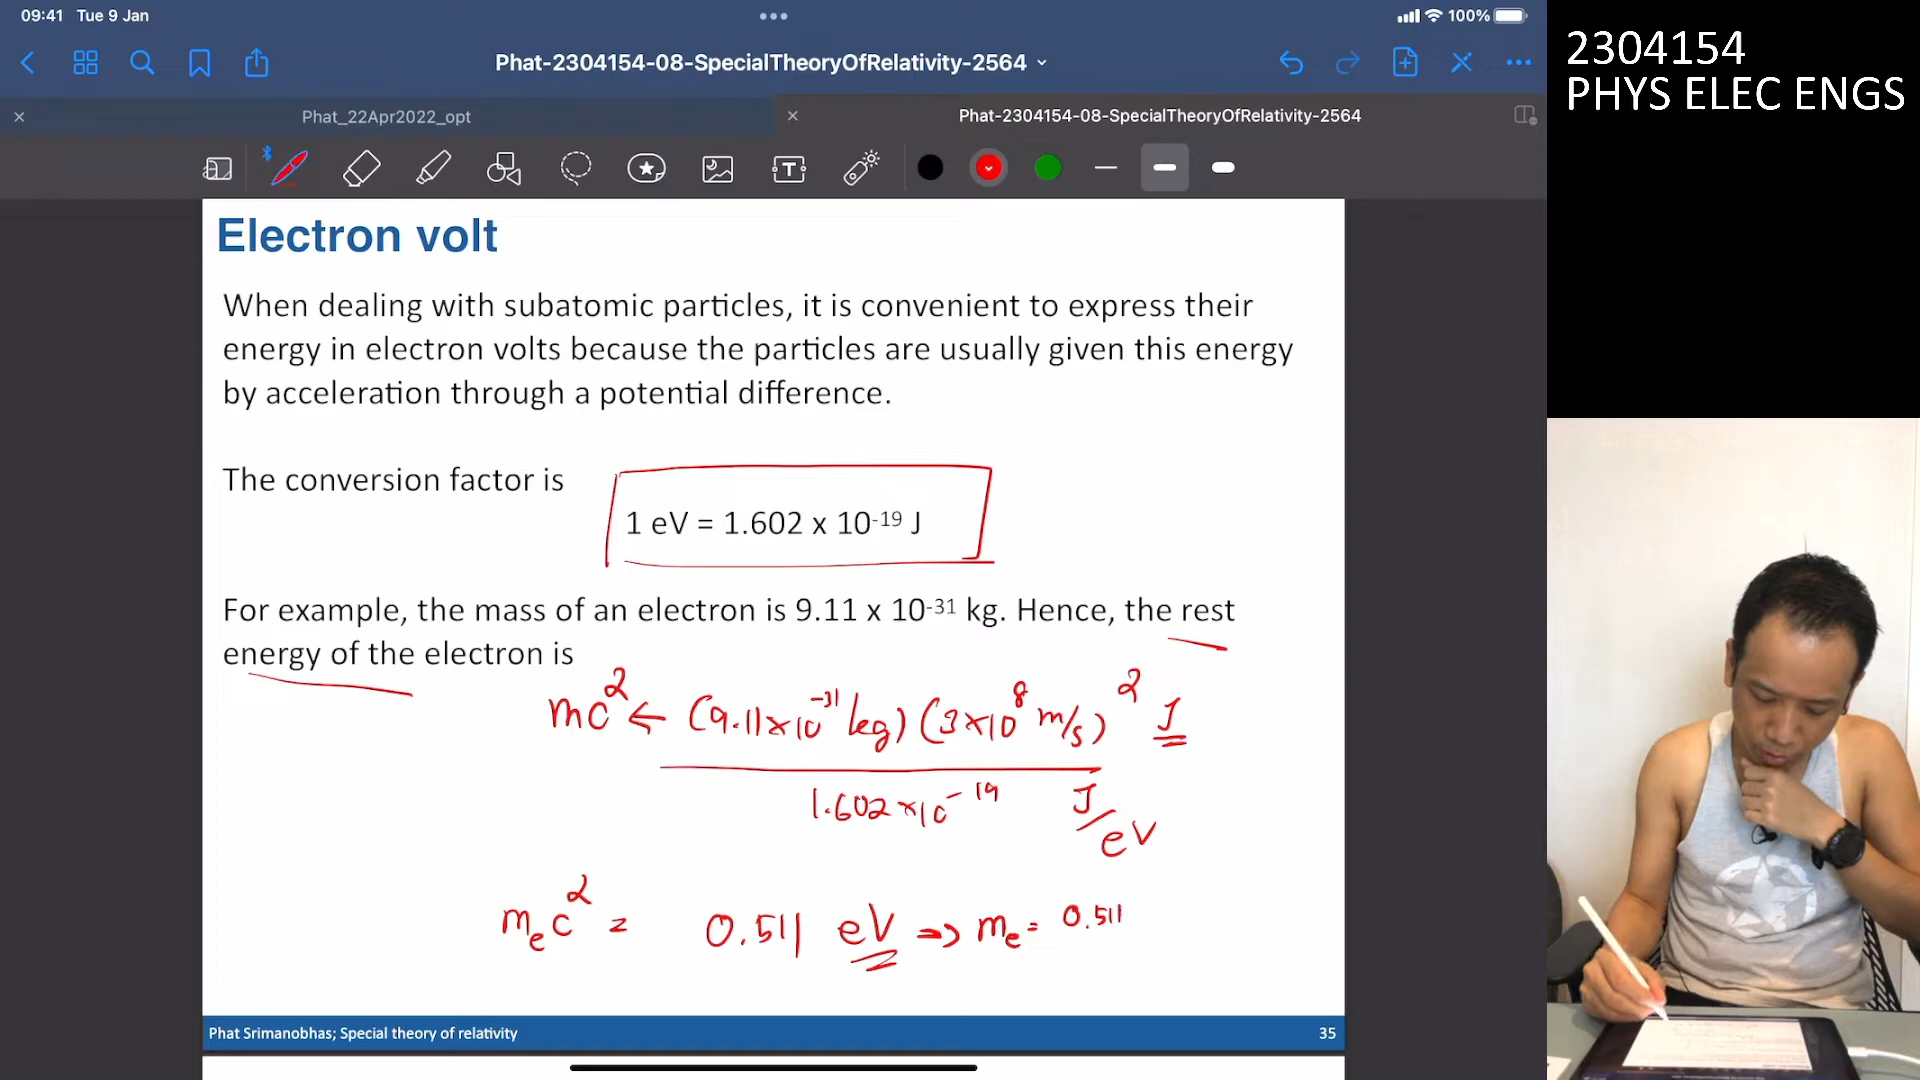 09:41 Tue 9 Jan
100%
Phat-2304154-08-SpecialTheoryOfRelativity-2564
Phat_22Apr2022_opt
Phat-2304154-08-SpecialTheoryOfRelativity-2564
2304154
PHYS ELEC ENGS
Electron volt
When dealing with subatomic particles, it is convenient to express their
energy in electron volts because the particles are usually given this energy
by acceleration through a potential difference.
The conversion factor is
1 eV = 1.602 x 10⁻¹⁹ J
For example, the mass of an electron is 9.11 x 10⁻³¹ kg. Hence, the rest
energy of the electron is
mc² ← (9.11×10⁻³¹ kg) (3×10⁸ m/s)² J
1.602×10⁻¹⁹ J/eV
mₑc² = 0.511 eV ⇒ mₑ = 0.511
Phat Srimanobhas; Special theory of relativity
35